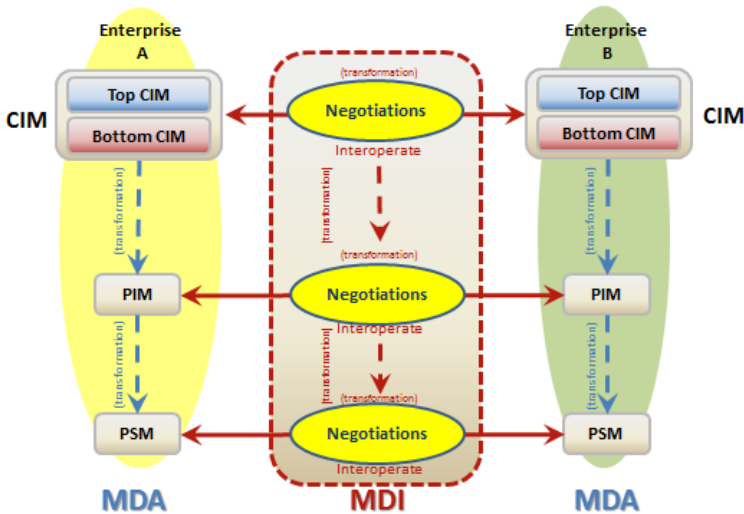 Enterprise
A
CIM
Top CIM
Bottom CIM
(transformation)
PIM
(transformation)
PSM
MDA
(transformation)
Negotiations
Interoperate
(transformation)
(transformation)
Negotiations
Interoperate
(transformation)
(transformation)
Negotiations
Interoperate
MDI
Enterprise
B
Top CIM
Bottom CIM
CIM
(transformation)
PIM
(transformation)
PSM
MDA